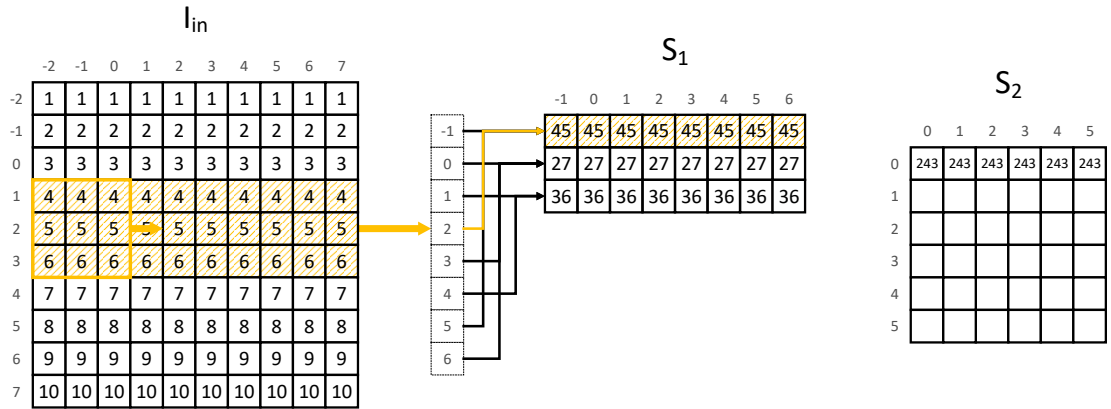 I_in
-2 -1 0 1 2 3 4 5 6 7
-2 1 1 1 1 1 1 1 1 1 1
-1 2 2 2 2 2 2 2 2 2 2
0 3 3 3 3 3 3 3 3 3 3
1 4 4 4 4 4 4 4 4 4 4
2 5 5 5 5 5 5 5 5 5 5
3 6 6 6 6 6 6 6 6 6 6
4 7 7 7 7 7 7 7 7 7 7
5 8 8 8 8 8 8 8 8 8 8
6 9 9 9 9 9 9 9 9 9 9
7 10 10 10 10 10 10 10 10 10 10
-1
0
1
2
3
4
5
6
S_1
-1 0 1 2 3 4 5 6
45 45 45 45 45 45 45 45
27 27 27 27 27 27 27 27
36 36 36 36 36 36 36 36
S_2
0 1 2 3 4 5
0 243 243 243 243 243 243
1
2
3
4
5